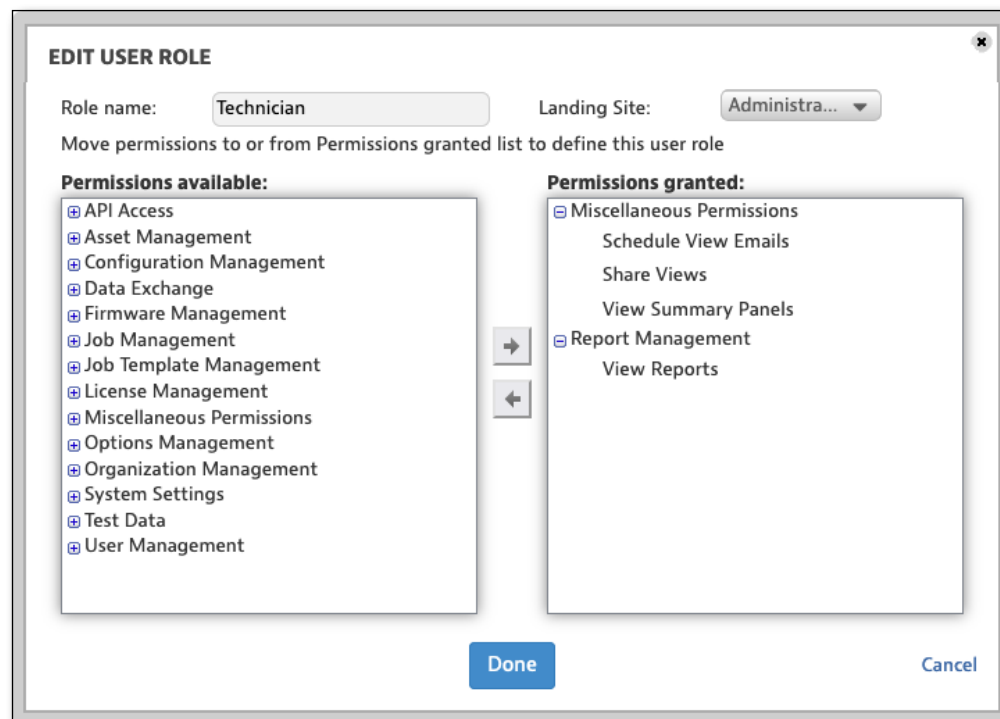 EDIT USER ROLE
Role name: Technician Landing Site: Administra...
Move permissions to or from Permissions granted list to define this user role
Permissions available:
API Access
Asset Management
Configuration Management
Data Exchange
Firmware Management
Job Management
Job Template Management
License Management
Miscellaneous Permissions
Options Management
Organization Management
System Settings
Test Data
User Management
Permissions granted:
Miscellaneous Permissions
Schedule View Emails
Share Views
View Summary Panels
Report Management
View Reports
Done
Cancel